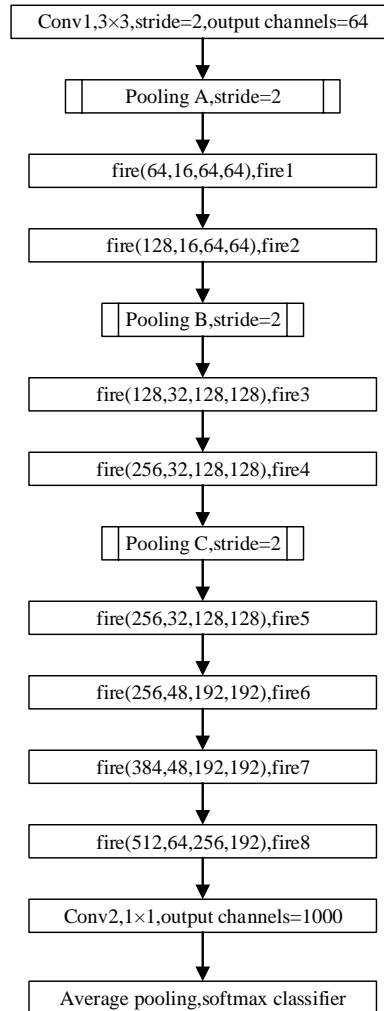 Conv1,3×3,stride=2,output channels=64
Pooling A,stride=2
fire(64,16,64,64),fire1
fire(128,16,64,64),fire2
Pooling B,stride=2
fire(128,32,128,128),fire3
fire(256,32,128,128),fire4
Pooling C,stride=2
fire(256,32,128,128),fire5
fire(256,48,192,192),fire6
fire(384,48,192,192),fire7
fire(512,64,256,192),fire8
Conv2,1×1,output channels=1000
Average pooling,softmax classifier